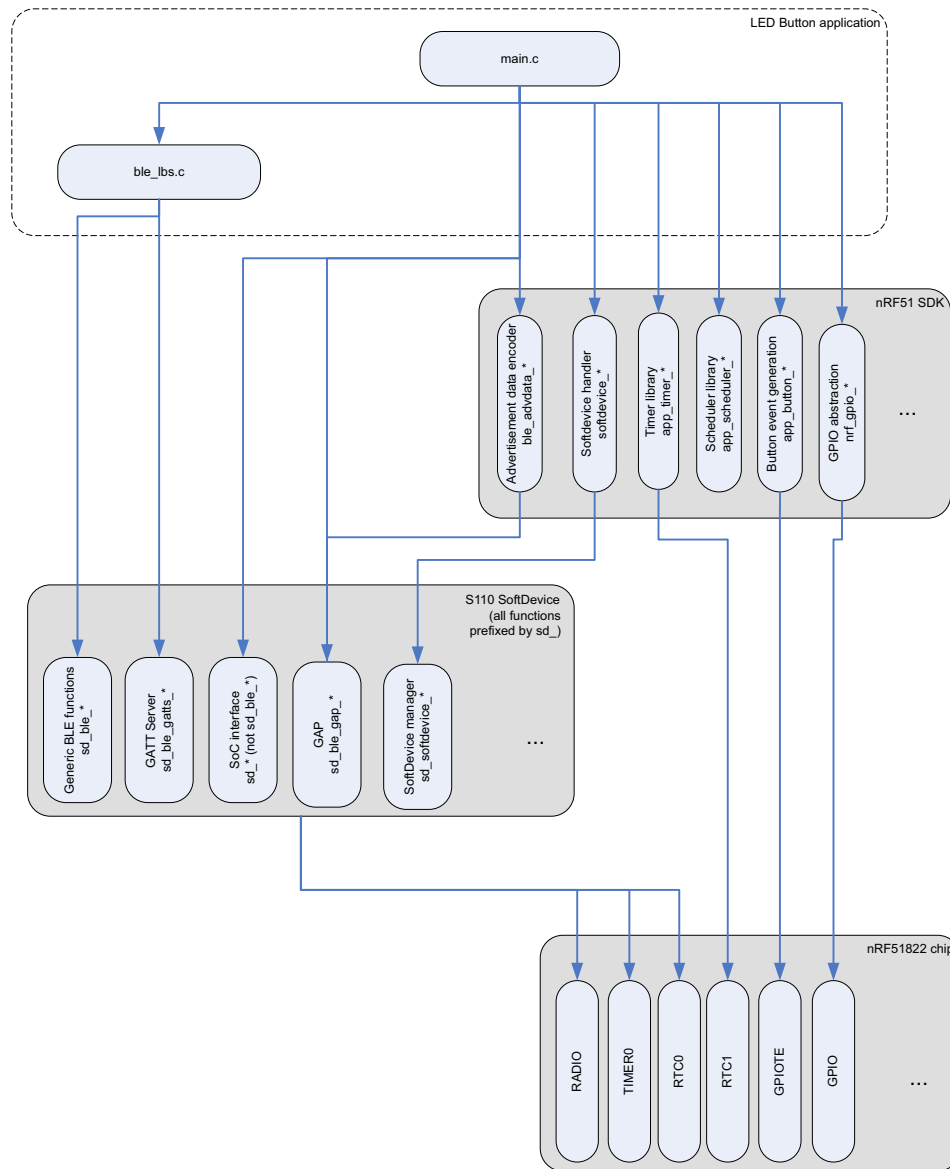 LED Button application
main.c
ble_lbs.c
nRF51 SDK
Advertisement data encoder
ble_advdata_*
Softdevice handler
softdevice_*
Timer library
app_timer_*
Scheduler library
app_scheduler_*
Button event generation
app_button_*
GPIO abstraction
nrf_gpio_*
...
S110 SoftDevice
(all functions
prefixed by sd_)
Generic BLE functions
sd_ble_*
GATT Server
sd_ble_gatts_*
SoC interface
sd_* (not sd_ble_*)
GAP
sd_ble_gap_*
SoftDevice manager
sd_softdevice_*
...
nRF51822 chip
RADIO
TIMER0
RTC0
RTC1
GPIOTE
GPIO
...